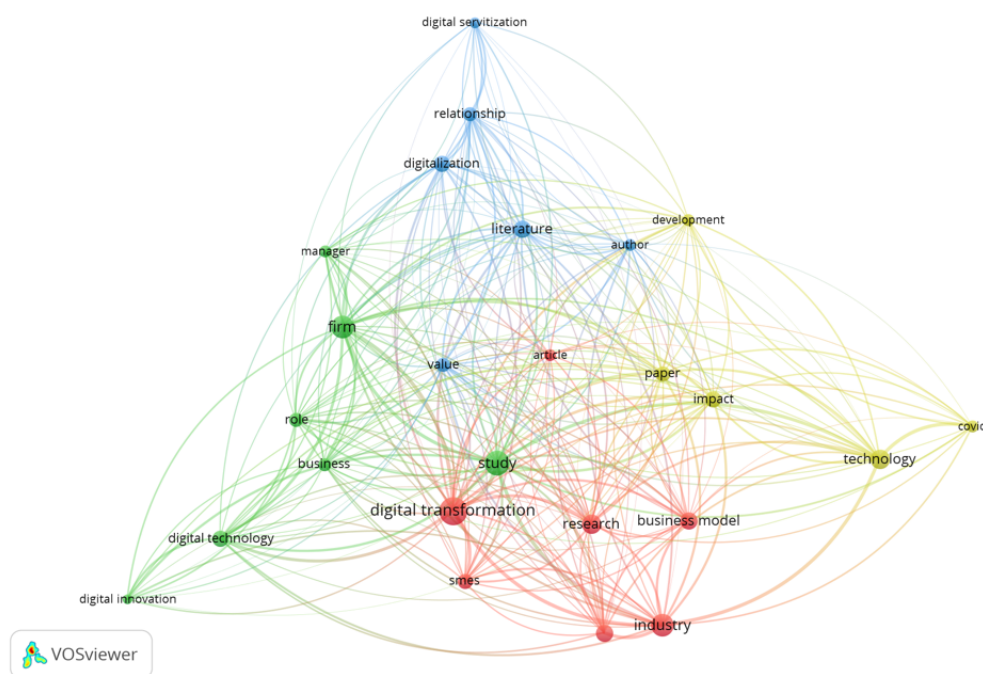 digital servitization
relationship
digitalization
literature
development
author
manager
firm
article
value
paper
impact
role
covid
study
business
technology
digital transformation
research
business model
digital technology
smes
digital innovation
industry
VOSviewer